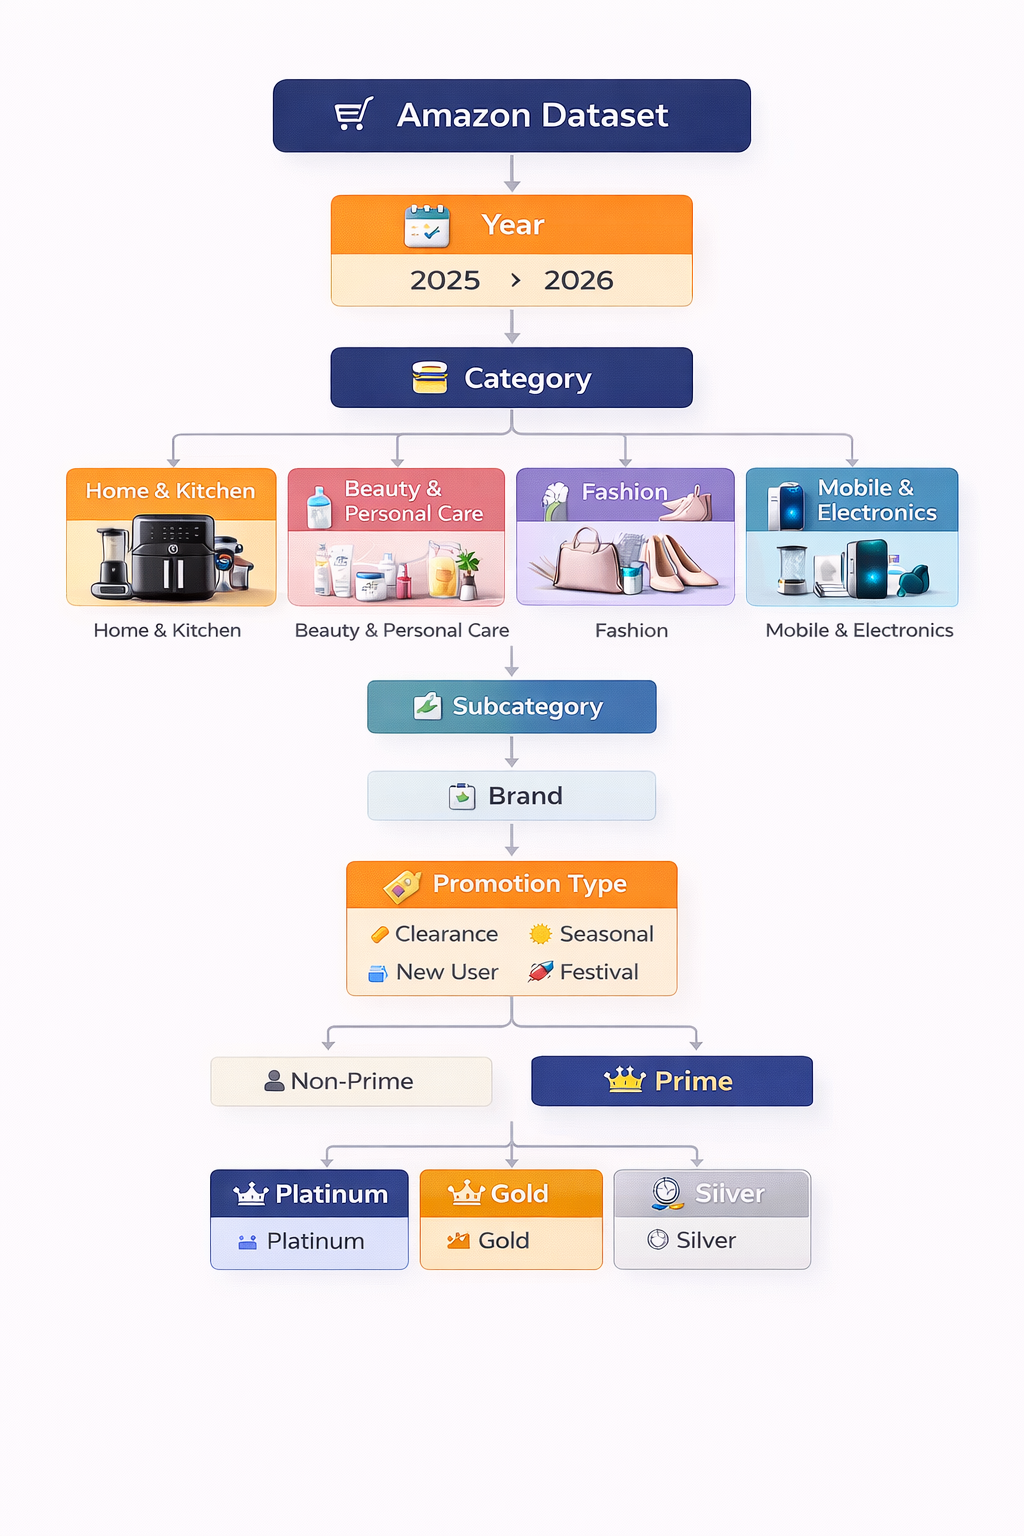 Amazon Dataset
Year
2025 > 2026
Category
Home & Kitchen
Beauty &
Personal Care
Fashion
Mobile &
Electronics
Home & Kitchen
Beauty & Personal Care
Fashion
Mobile & Electronics
Subcategory
Brand
Promotion Type
Clearance
Seasonal
New User
Festival
Non-Prime
Prime
Platinum
Gold
Siiver
Platinum
Gold
Silver